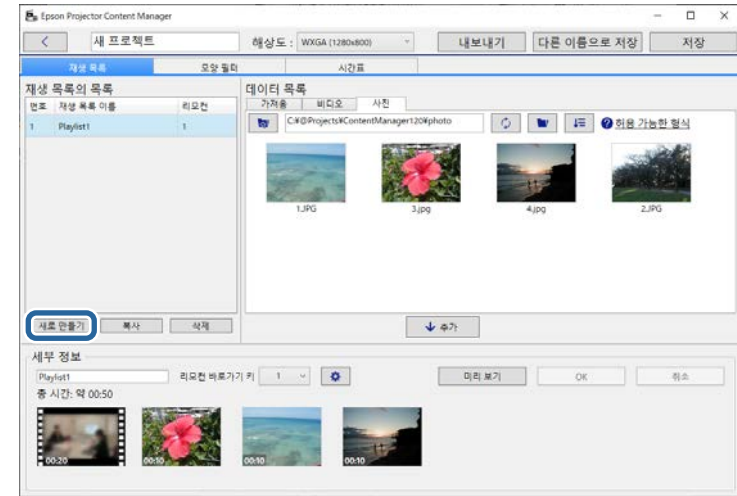 Epson Projector Content Manager
새 프로젝트 해상도 : WXGA (1280x800) 내보내기 다른 이름으로 저장 저장
재생 목록 모양 필터 시간표
재생 목록의 목록 데이터 목록
번호 재생 목록 이름 리모컨 가져옴 비디오 사진
1 Playlist1 1 C:₩@Projects₩ContentManager120₩photo 허용 가능한 형식
1.JPG 3.jpg 4.jpg 2.JPG
새로 만들기 복사 삭제 추가
세부 정보
Playlist1 리모컨 바로가기 키 1 미리 보기 OK 취소
총 시간: 약 00:50
00:20 00:10 00:10 00:10